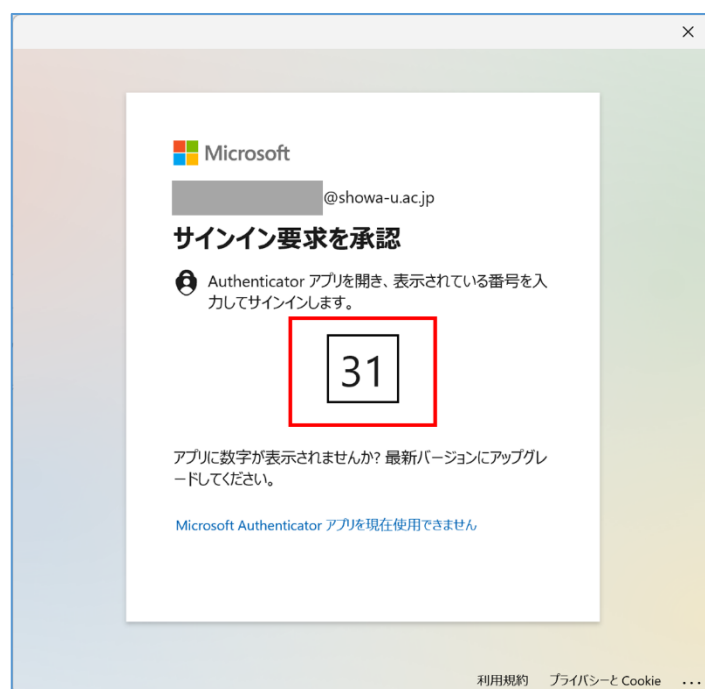 Microsoft
@showa-u.ac.jp
サインイン要求を承認
Authenticator アプリを開き、表示されている番号を入
力してサインインします。
31
アプリに数字が表示されませんか? 最新バージョンにアップグレ
ードしてください。
Microsoft Authenticator アプリを現在使用できません
利用規約 プライバシーと Cookie ...